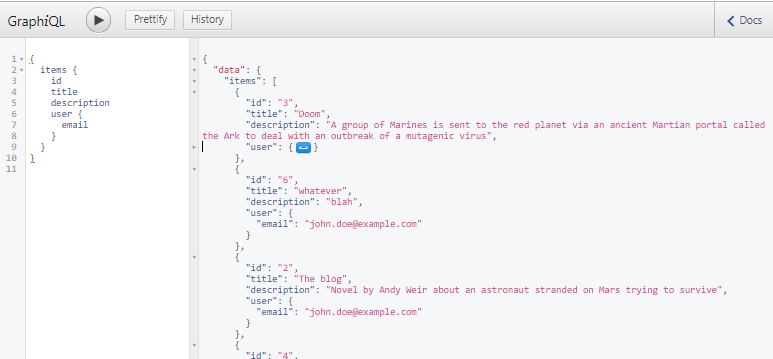 GraphiQL Prettify History Docs
1 {
2 items {
3 id
4 title
5 description
6 user {
7 email
8 }
9 }
10 }
11
{
"data": {
"items": [
{
"id": "3",
"title": "Doom",
"description": "A group of Marines is sent to the red planet via an ancient Martian portal called
the Ark to deal with an outbreak of a mutagenic virus",
"user": {↔}
},
{
"id": "6",
"title": "whatever",
"description": "blah",
"user": {
"email": "john.doe@example.com"
}
},
{
"id": "2",
"title": "The blog",
"description": "Novel by Andy Weir about an astronaut stranded on Mars trying to survive",
"user": {
"email": "john.doe@example.com"
}
},
{
"id": "4",